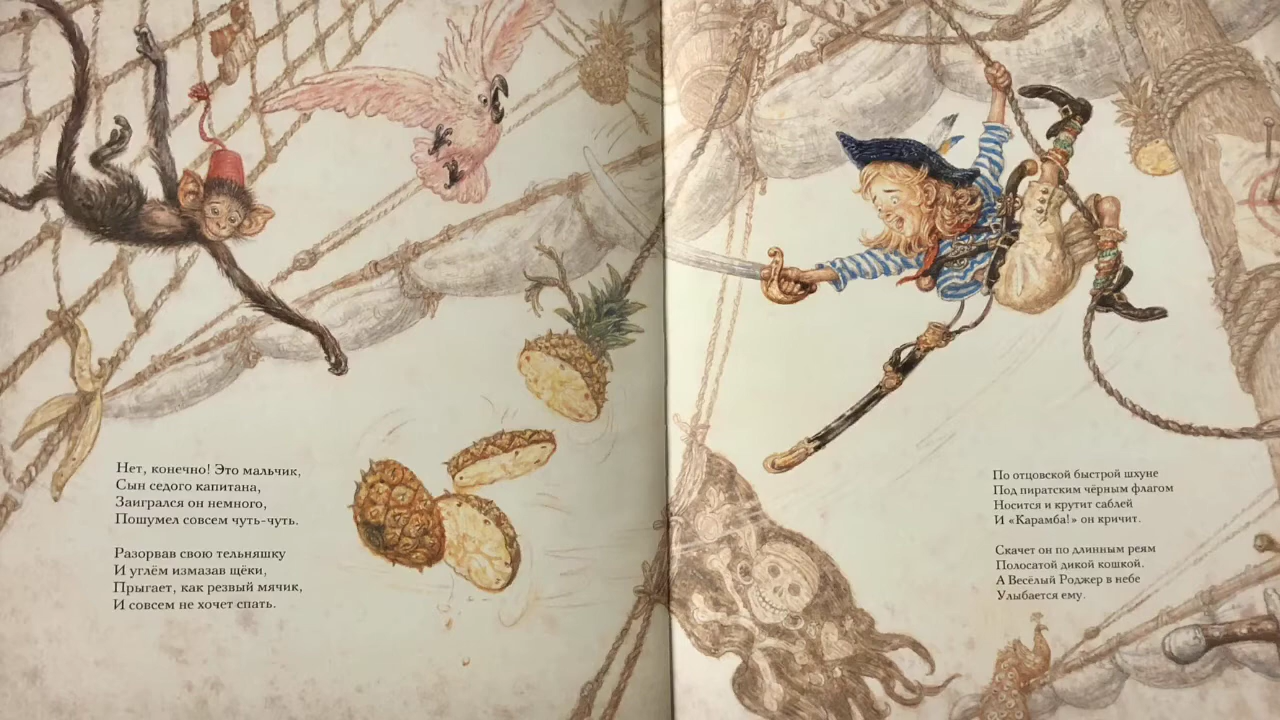 Нет, конечно! Это мальчик,
Сын седого капитана,
Заигрался он немного,
Пошумел совсем чуть-чуть.
Разорвав свою тельняшку
И углём измазав щёки,
Прыгает, как резвый мячик,
И совсем не хочет спать.
По отцовской быстрой шхуне
Под пиратским чёрным флагом
Носится и крутит саблей
И «Карамба!» он кричит.
Скачет он по длинным реям
Полосатой дикой кошкой.
А Весёлый Роджер в небе
Улыбается ему.